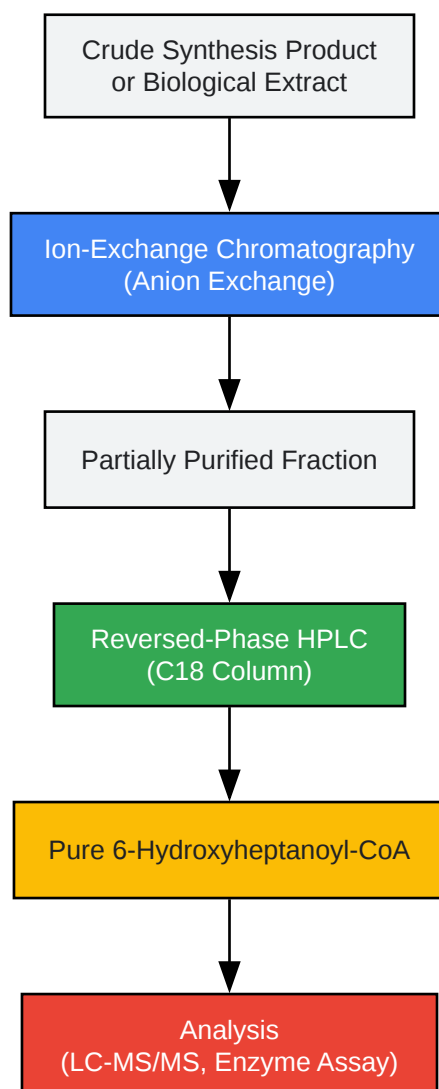 Crude Synthesis Product
or Biological Extract
Ion-Exchange Chromatography
(Anion Exchange)
Partially Purified Fraction
Reversed-Phase HPLC
(C18 Column)
Pure 6-Hydroxyheptanoyl-CoA
Analysis
(LC-MS/MS, Enzyme Assay)